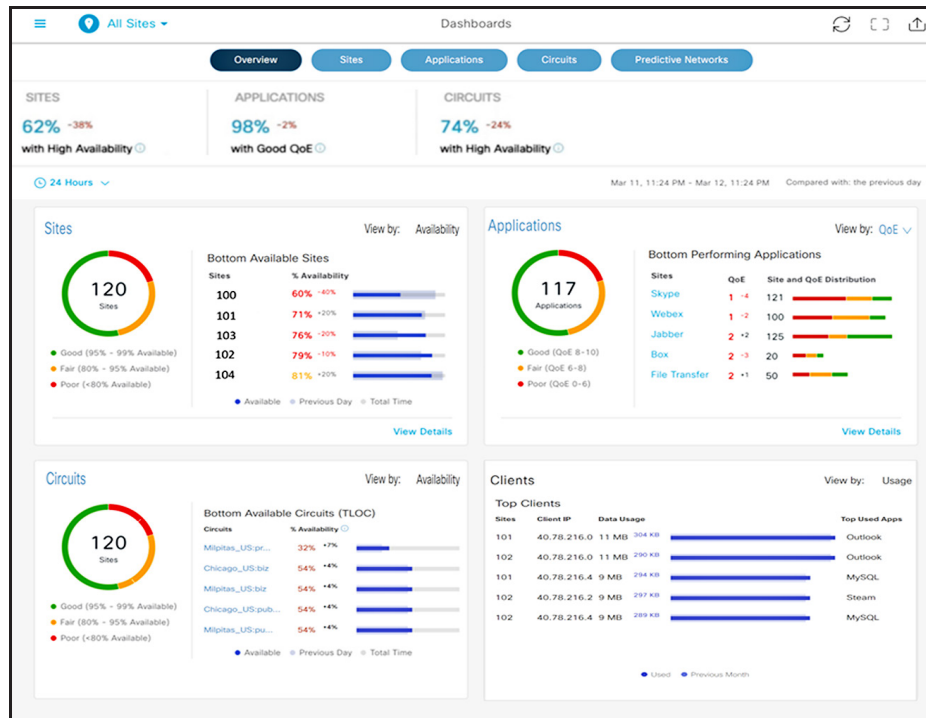 All Sites
Dashboards
Overview
Sites
Applications
Circuits
Predictive Networks
SITES
62% -38%
with High Availability
APPLICATIONS
98% -2%
with Good QoE
CIRCUITS
74% -24%
with High Availability
24 Hours
Mar 11, 11:24 PM - Mar 12, 11:24 PM Compared with: the previous day
Sites
View by: Availability
120
Sites
Good (95% - 99% Available)
Fair (80% - 95% Available)
Poor (<80% Available)
Bottom Available Sites
Sites % Availability
100 60% -40%
101 71% +20%
103 76% -20%
102 79% -10%
104 81% +20%
Available Previous Day Total Time
View Details
Applications
View by: QoE
117
Applications
Good (QoE 8-10)
Fair (QoE 6-8)
Poor (QoE 0-6)
Bottom Performing Applications
Sites QoE Site and QoE Distribution
Skype 1 -4 121
Webex 1 -2 100
Jabber 2 +2 125
Box 2 -3 20
File Transfer 2 +1 50
View Details
Circuits
View by: Availability
120
Sites
Good (95% - 99% Available)
Fair (80% - 95% Available)
Poor (<80% Available)
Bottom Available Circuits (TLOC)
Circuits % Availability
Milpitas_US:pr... 32% +7%
Chicago_US:biz 54% +4%
Milpitas_US:biz 54% +4%
Chicago_US:pub... 54% +4%
Milpitas_US:pu... 54% +4%
Available Previous Day Total Time
Clients
View by: Usage
Top Clients
Sites Client IP Data Usage Top Used Apps
101 40.78.216.0 11 MB 304 KB Outlook
102 40.78.216.0 11 MB 290 KB Outlook
101 40.78.216.4 9 MB 294 KB MySQL
102 40.78.216.2 9 MB 297 KB Steam
102 40.78.216.4 9 MB 289 KB MySQL
Used Previous Month